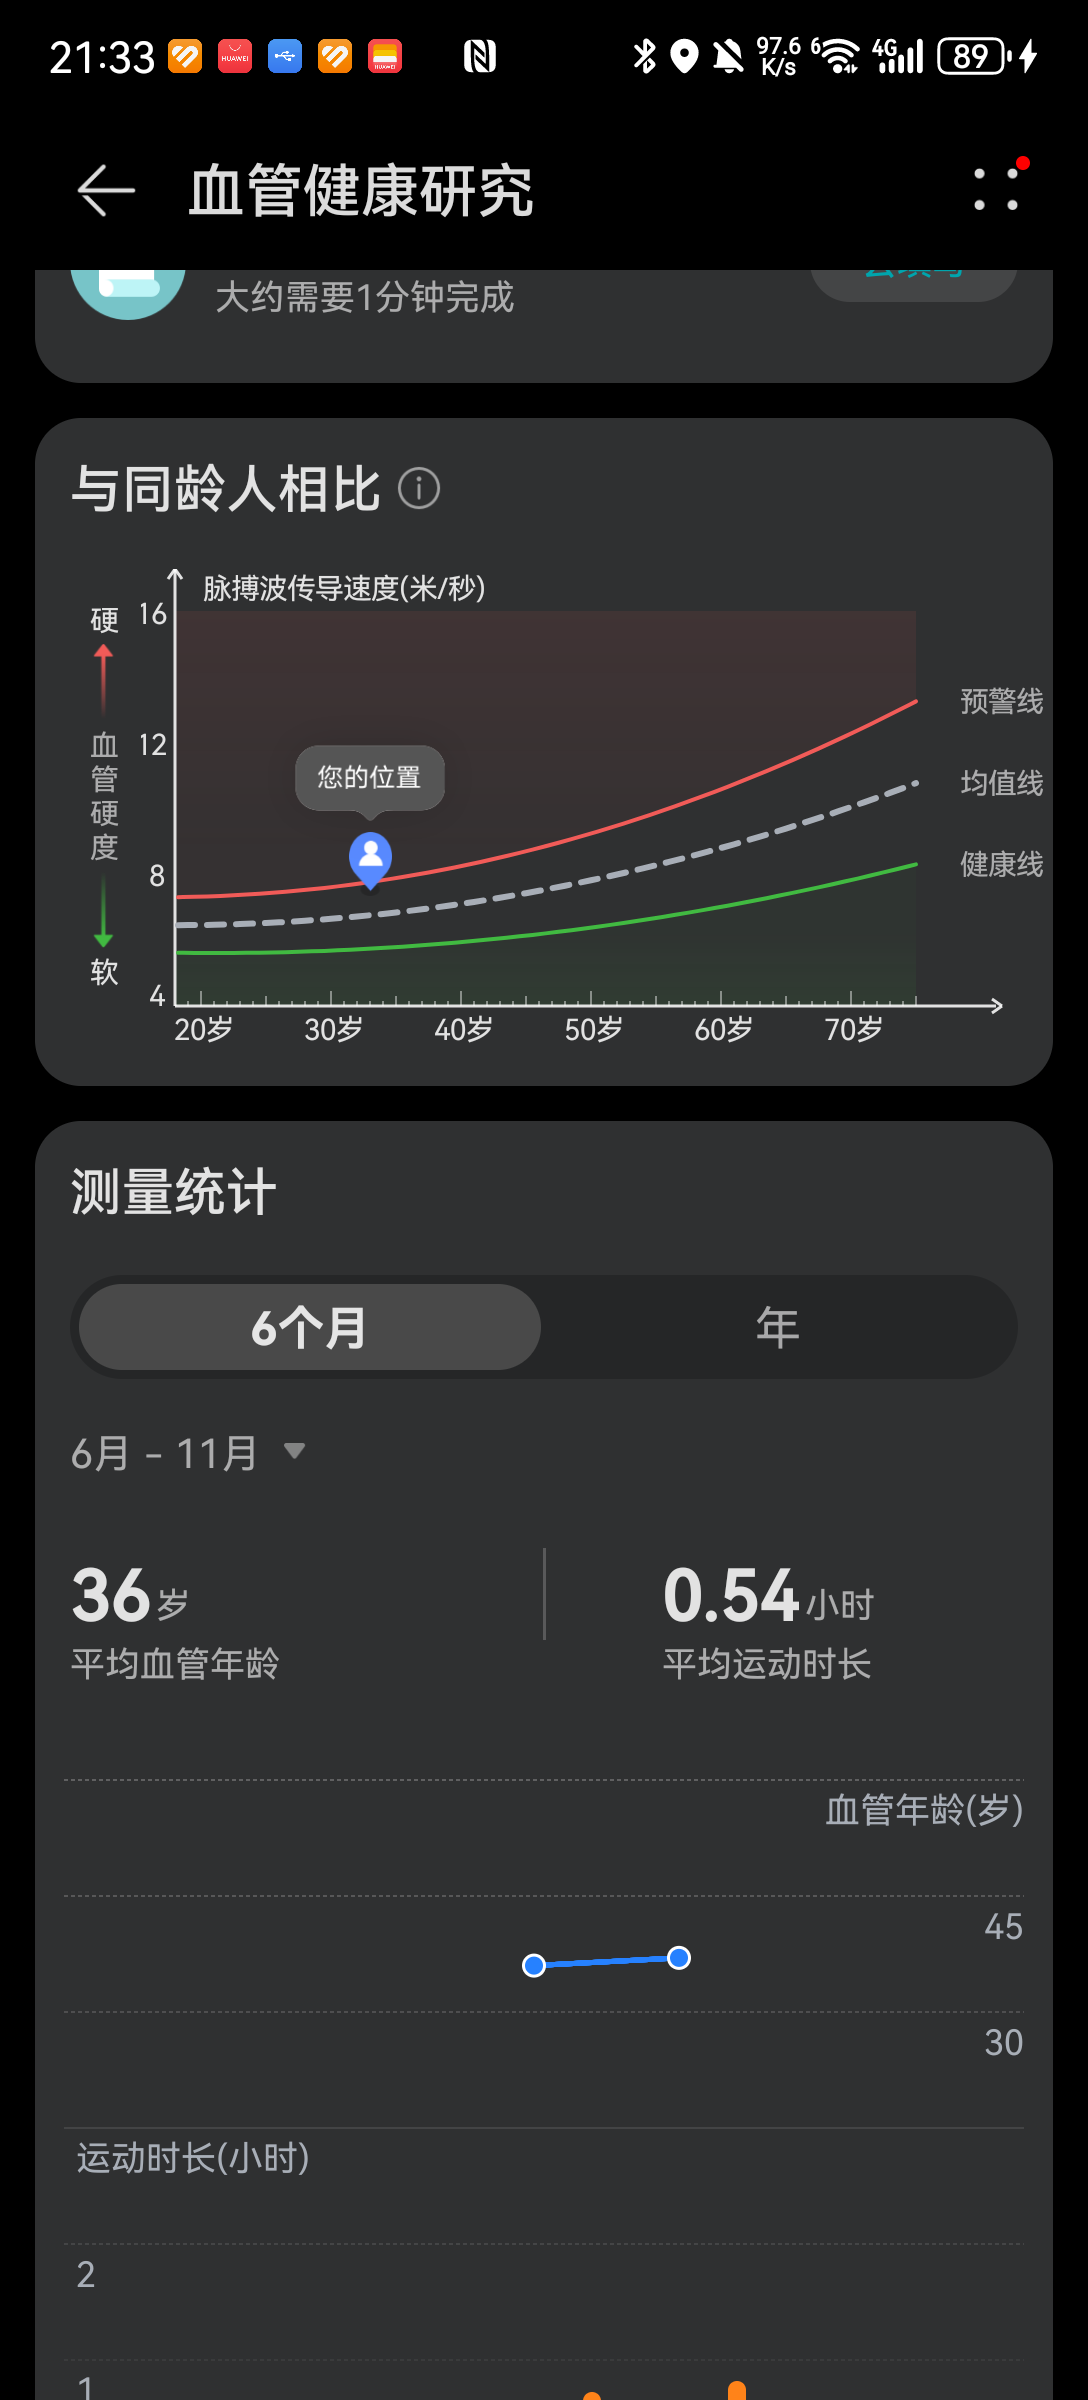 21:33
HUAWEI
HUAWEI
97.6 K/s
6
4G
89
血管健康研究
大约需要1分钟完成
与同龄人相比
脉搏波传导速度(米/秒)
硬
血管硬度
软
16
12
8
4
您的位置
预警线
均值线
健康线
20岁 30岁 40岁 50岁 60岁 70岁
测量统计
6个月 年
6月 - 11月
36岁
平均血管年龄
0.54小时
平均运动时长
血管年龄(岁)
45
30
运动时长(小时)
2
1